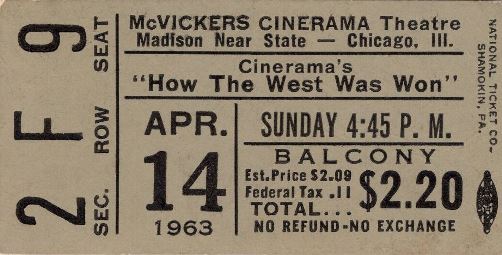 SEAT 9
ROW F
SEC. 2
McVICKERS CINERAMA Theatre
Madison Near State — Chicago, Ill.
Cinerama's
"How The West Was Won"
APR.
14
1963
SUNDAY 4:45 P. M.
BALCONY
Est. Price $2.09
Federal Tax .11
TOTAL... $2.20
NO REFUND-NO EXCHANGE
NATIONAL TICKET CO.
SHAMOKIN, PA.